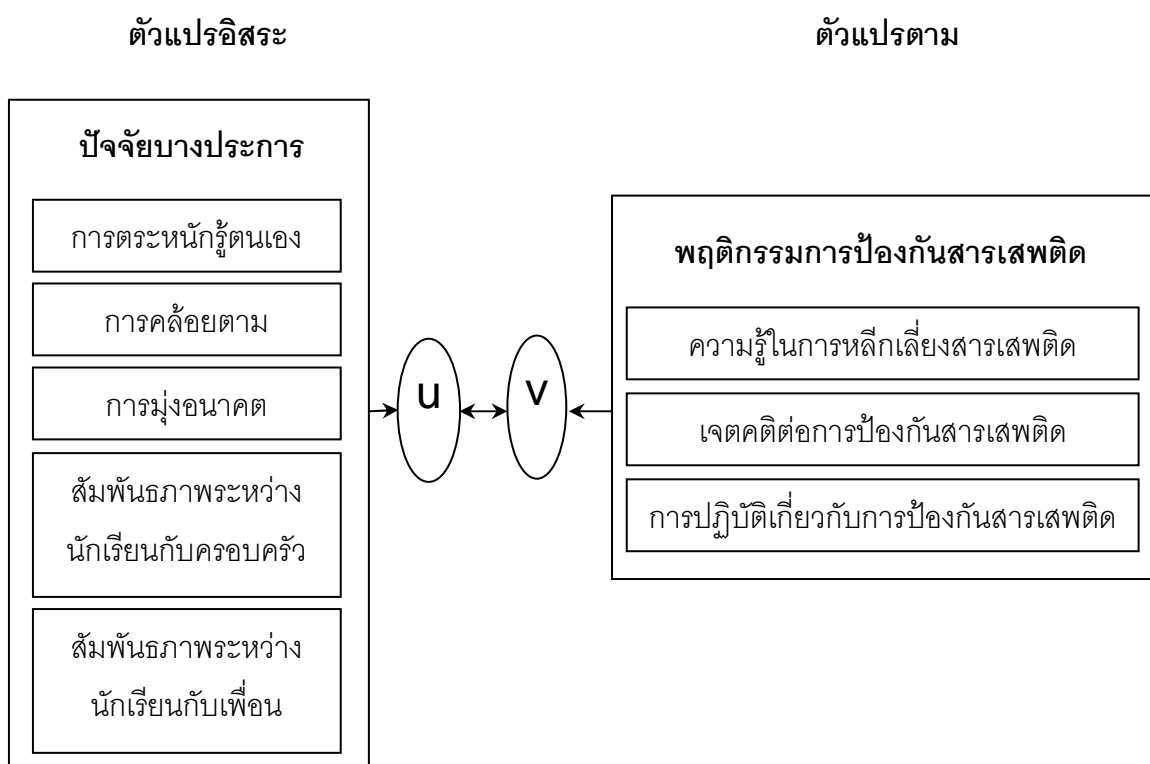 ตัวแปรอิสระ
ตัวแปรตาม
ปัจจัยบางประการ
การตระหนักรู้ตนเอง
การคล้อยตาม
การมุ่งอนาคต
สัมพันธภาพระหว่าง
นักเรียนกับครอบครัว
สัมพันธภาพระหว่าง
นักเรียนกับเพื่อน
u
v
พฤติกรรมการป้องกันสารเสพติด
ความรู้ในการหลีกเลี่ยงสารเสพติด
เจตคติต่อการป้องกันสารเสพติด
การปฏิบัติเกี่ยวกับการป้องกันสารเสพติด